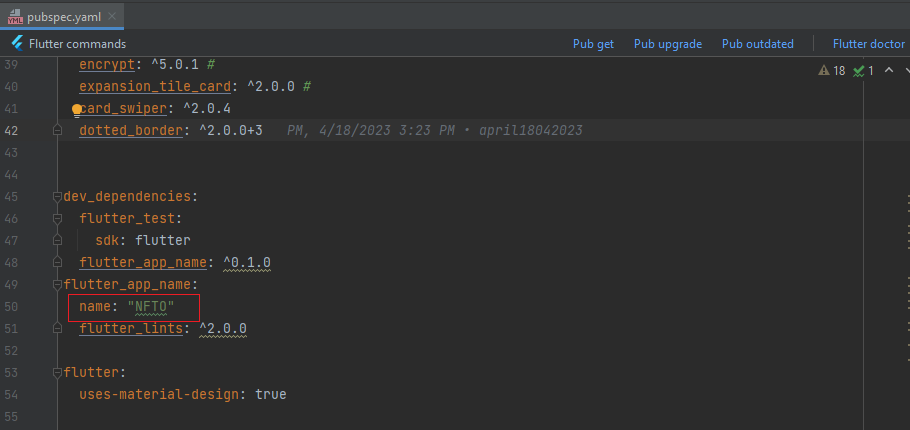 YML pubspec.yaml
Flutter commands Pub get Pub upgrade Pub outdated Flutter doctor
39 encrypt: ^5.0.1 # 18 1
40 expansion_tile_card: ^2.0.0 #
41 card_swiper: ^2.0.4
42 dotted_border: ^2.0.0+3 PM, 4/18/2023 3:23 PM • april18042023
43
44
45 dev_dependencies:
46 flutter_test:
47 sdk: flutter
48 flutter_app_name: ^0.1.0
49 flutter_app_name:
50 name: "NFTO"
51 flutter_lints: ^2.0.0
52
53 flutter:
54 uses-material-design: true
55